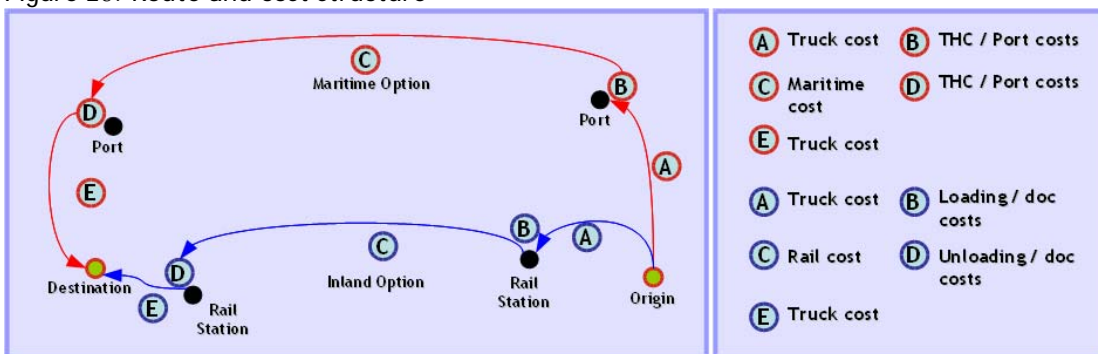 C
Maritime Option
B
Port
D
Port
A
E
C
Inland Option
B
A
Rail
Station
D
E
Rail
Station
Destination
Origin
A Truck cost
B THC / Port costs
C Maritime
cost
D THC / Port costs
E Truck cost
A Truck cost
B Loading / doc
costs
C Rail cost
D Unloading / doc
costs
E Truck cost